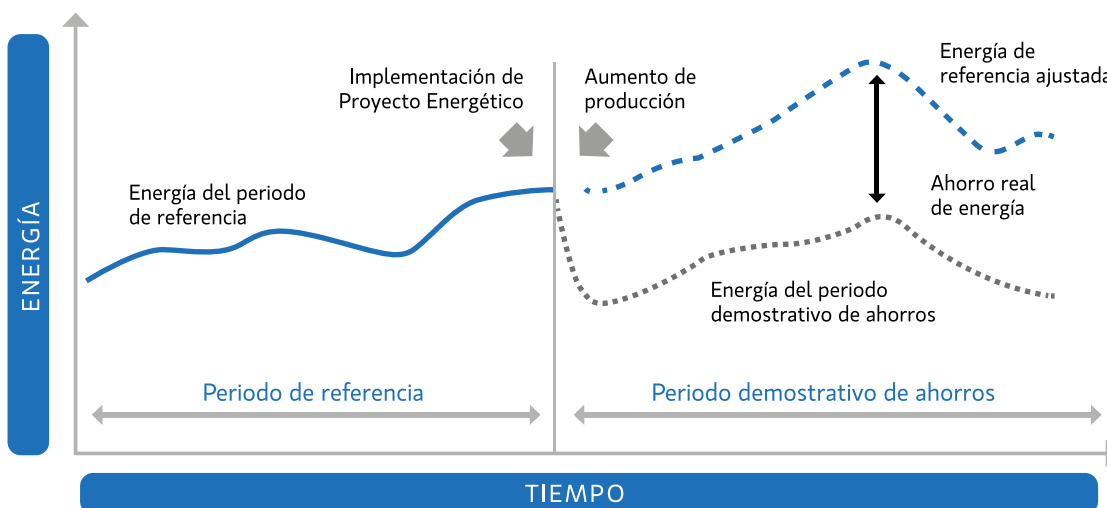 Implementación de
Proyecto Energético
Aumento de
producción
Energía de
referencia ajustada
Energía del periodo
de referencia
Ahorro real
de energía
Energía del periodo
demostrativo de ahorros
Periodo de referencia
Periodo demostrativo de ahorros
ENERGÍA
TIEMPO